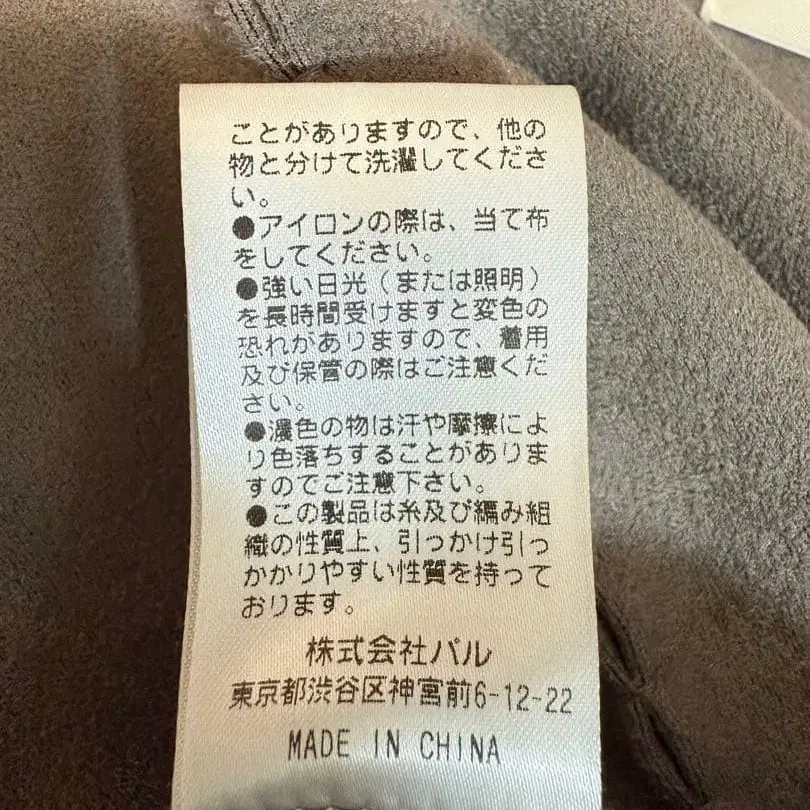 ことがありますので、他の
物と分けて洗濯してくださ
い。
●アイロンの際は、当て布
をしてください。
●強い日光(または照明)
を長時間受けますと変色の
恐れがありますので、着用
及び保管の際はご注意くだ
さい。
●濃色の物は汗や摩擦によ
り色落ちすることがありま
すのでご注意下さい。
●この製品は糸及び編み組
織の性質上、引っかけ引っ
かかりやすい性質を持って
おります。
株式会社パル
東京都渋谷区神宮前6-12-22
MADE IN CHINA